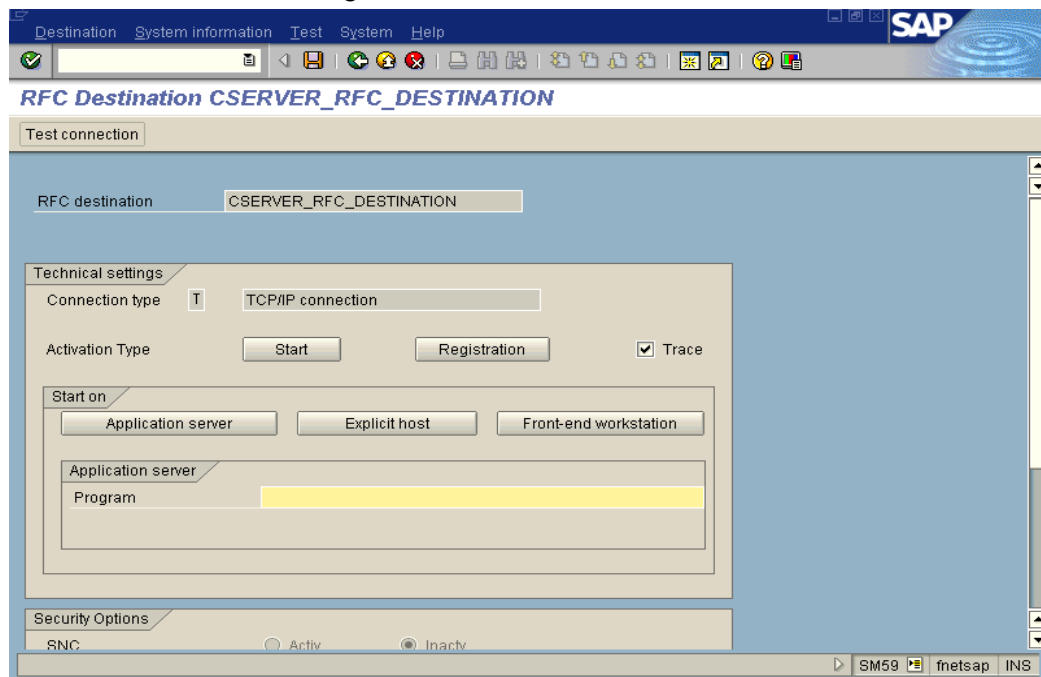 Destination System information Test System Help
SAP
RFC Destination CSERVER_RFC_DESTINATION
Test connection
RFC destination CSERVER_RFC_DESTINATION
Technical settings
Connection type T TCP/IP connection
Activation Type Start Registration Trace
Start on
Application server Explicit host Front-end workstation
Application server
Program
Security Options
SNC Activ Inactv
SM59 fnetsap INS